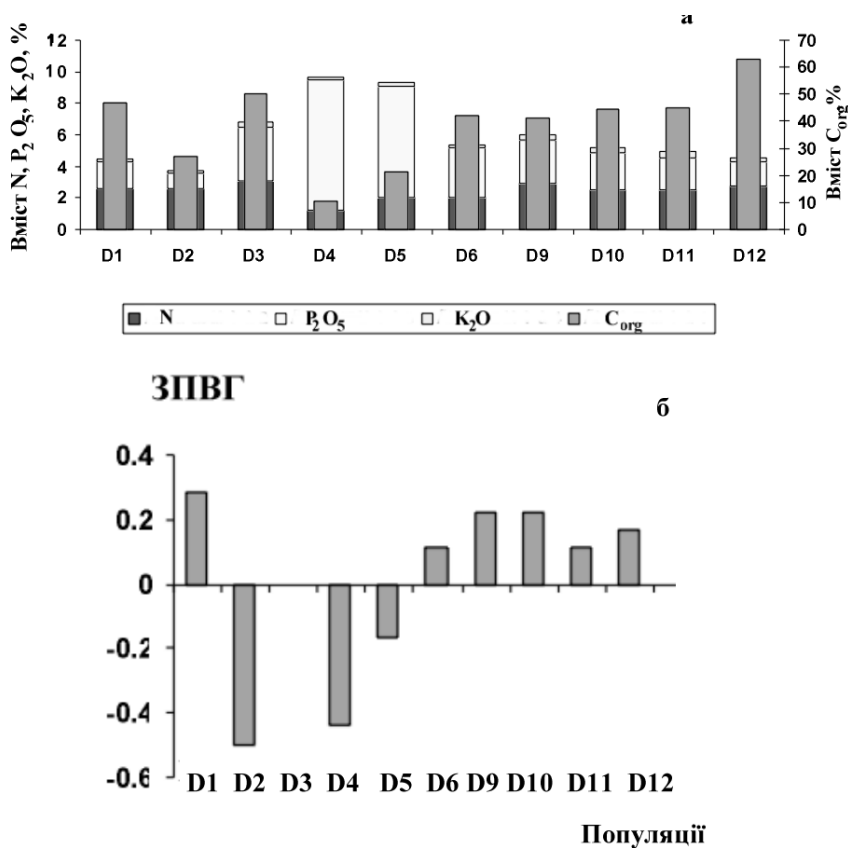 а
Вміст N, P₂O₅, K₂O, %
12
10
8
6
4
2
0
70
60
50
40
30
20
10
0
Вміст C_org%
D1 D2 D3 D4 D5 D6 D9 D10 D11 D12
N P₂O₅ K₂O C_org
ЗПВГ
б
0.4
0.2
0
-0.2
-0.4
-0.6
D1 D2 D3 D4 D5 D6 D9 D10 D11 D12
Популяції